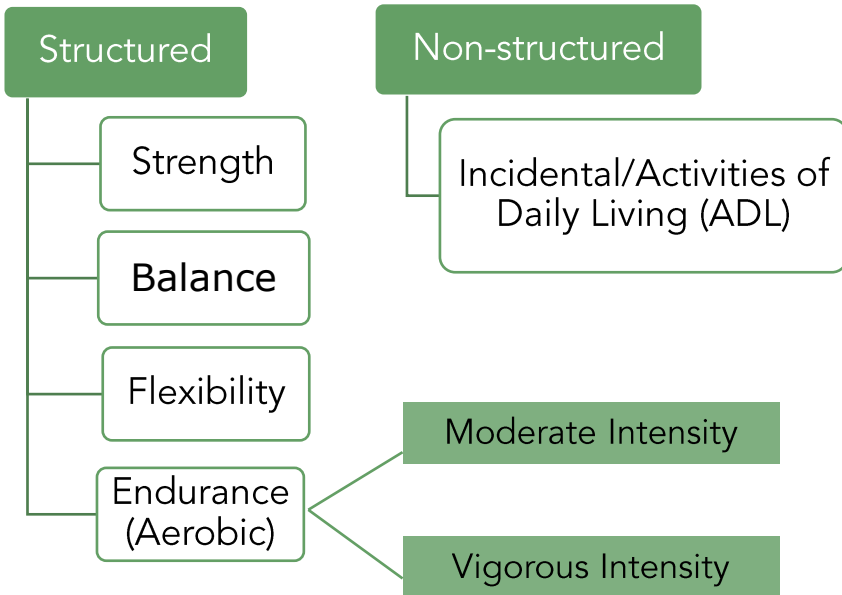 Structured
Non-structured
Strength
Incidental/Activities of
Daily Living (ADL)
Balance
Flexibility
Endurance
(Aerobic)
Moderate Intensity
Vigorous Intensity